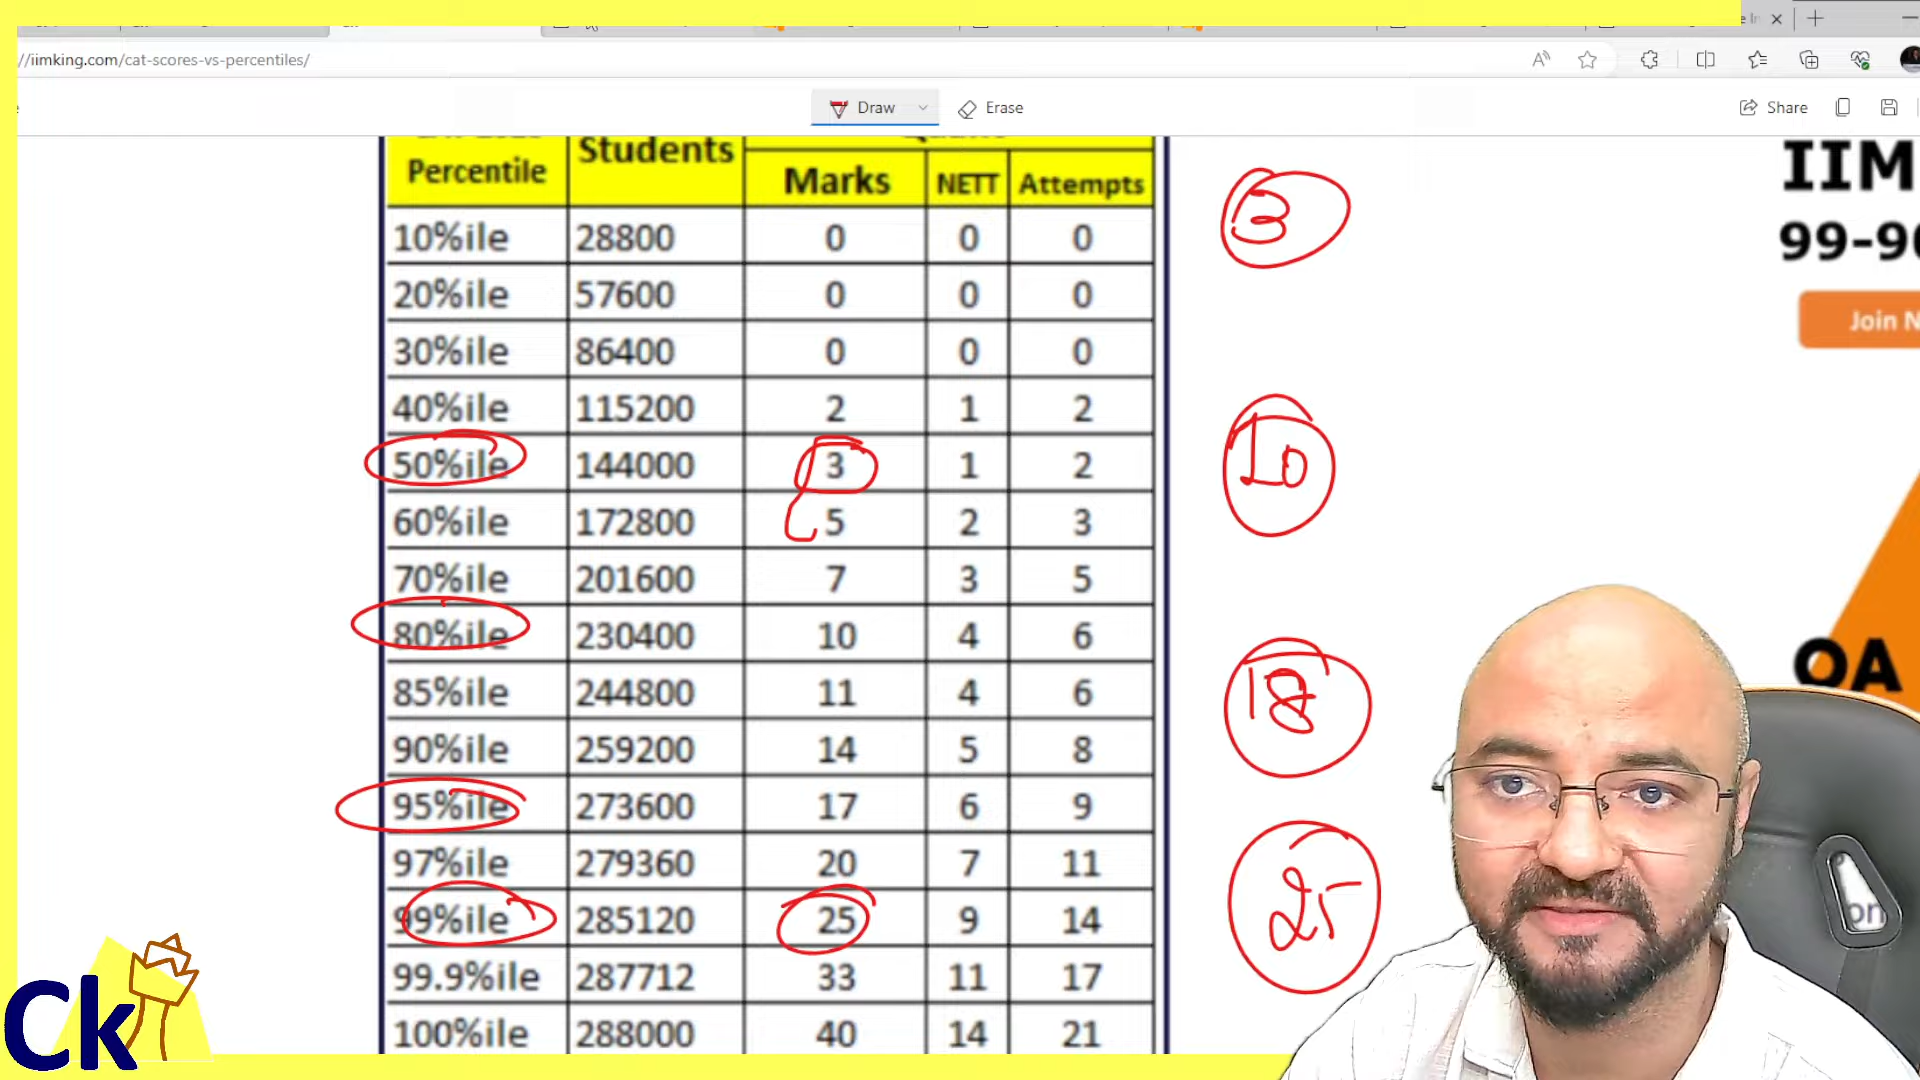 //iimking.com/cat-scores-vs-percentiles/
Draw Erase Share
Percentile Students Marks NETT Attempts
10%ile 28800 0 0 0
20%ile 57600 0 0 0
30%ile 86400 0 0 0
40%ile 115200 2 1 2
50%ile 144000 3 1 2
60%ile 172800 5 2 3
70%ile 201600 7 3 5
80%ile 230400 10 4 6
85%ile 244800 11 4 6
90%ile 259200 14 5 8
95%ile 273600 17 6 9
97%ile 279360 20 7 11
99%ile 285120 25 9 14
99.9%ile 287712 33 11 17
100%ile 288000 40 14 21
3
10
18
25
IIM
99-9
Join N
QA
on
Ck